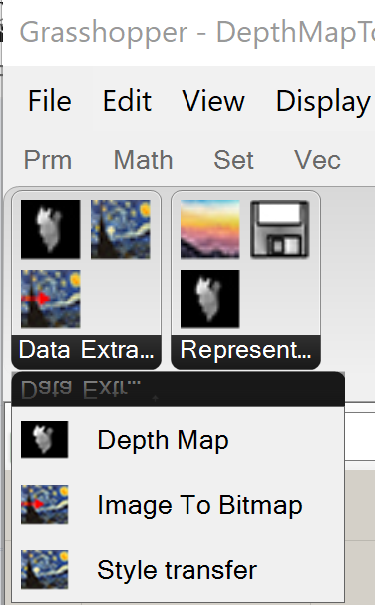 Grasshopper - DepthMapTo
File Edit View Display
Prm Math Set Vec
Data Extra... Represent...
Data Extr...
Depth Map
Image To Bitmap
Style transfer